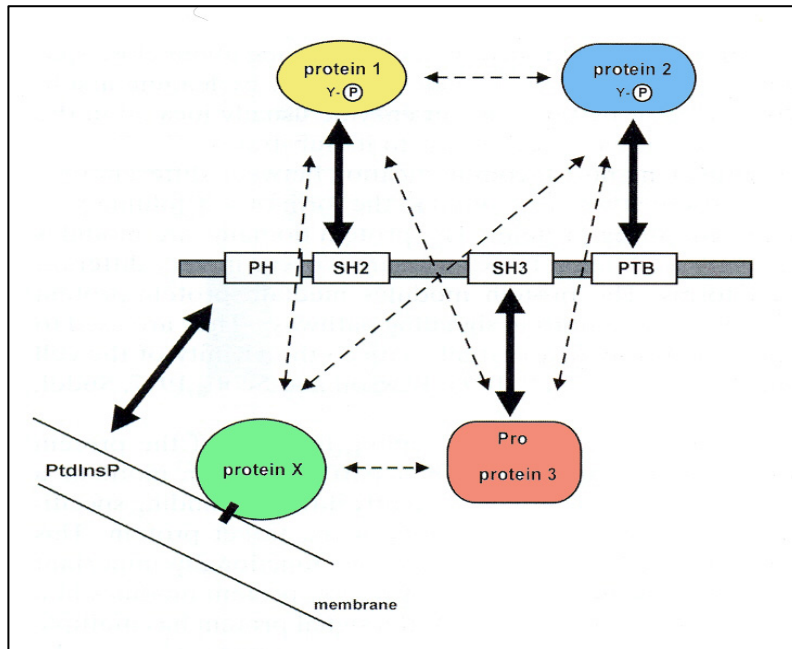 protein 1
Y-P
protein 2
Y-P
PH
SH2
SH3
PTB
PtdInsP
protein X
Pro
protein 3
membrane